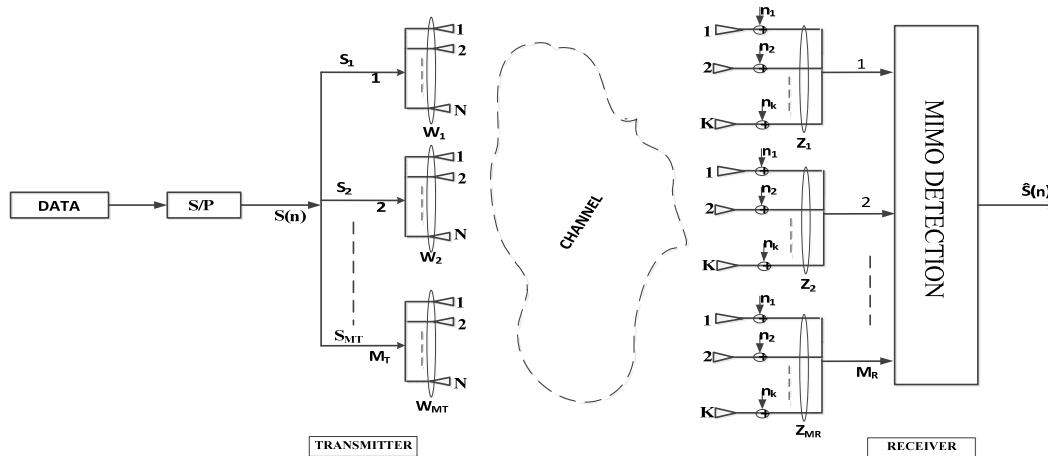 DATA
S/P
S(n)
S1
1
1
2
N
W1
S2
2
1
2
N
W2
SMT
MT
1
2
N
WMT
TRANSMITTER
CHANNEL
n1
1
n2
2
nk
K
Z1
1
n1
1
n2
2
nk
K
Z2
2
n1
1
n2
2
nk
K
ZMR
MR
MIMO DETECTION
Ŝ(n)
RECEIVER